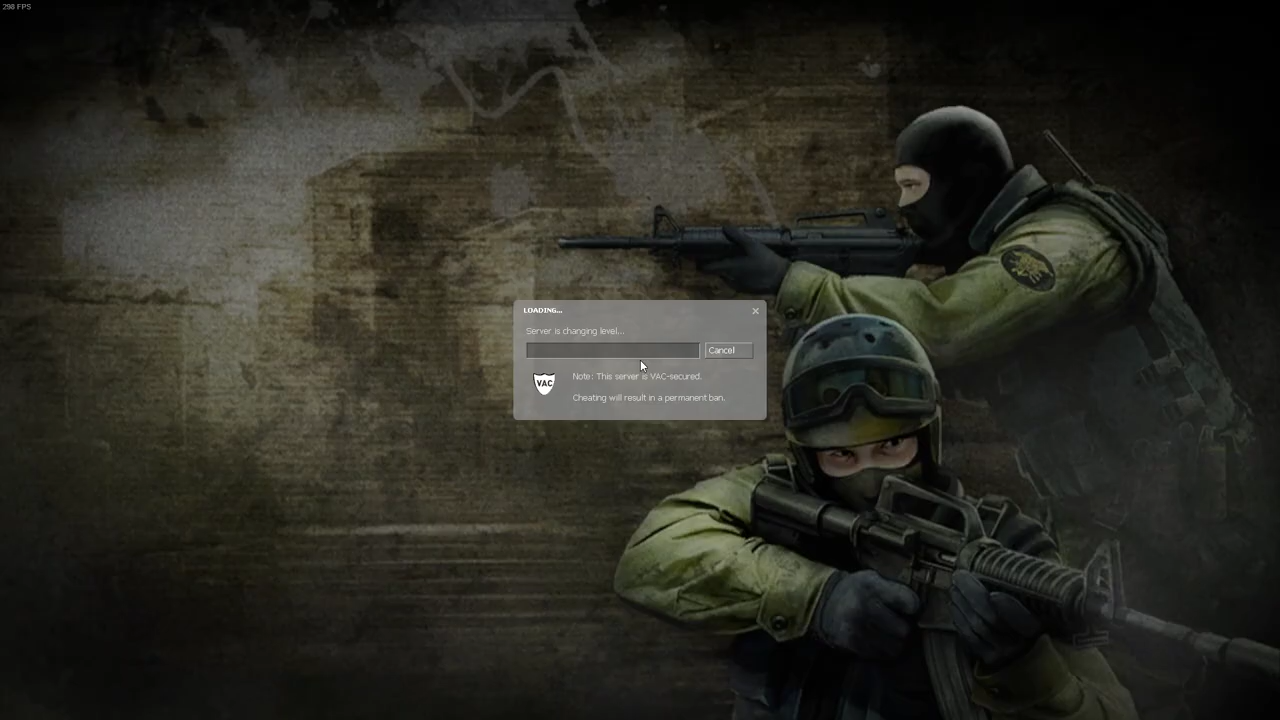 298 FPS
LOADING...
Server is changing level...
Cancel
VAC
Note: This server is VAC-secured.
Cheating will result in a permanent ban.